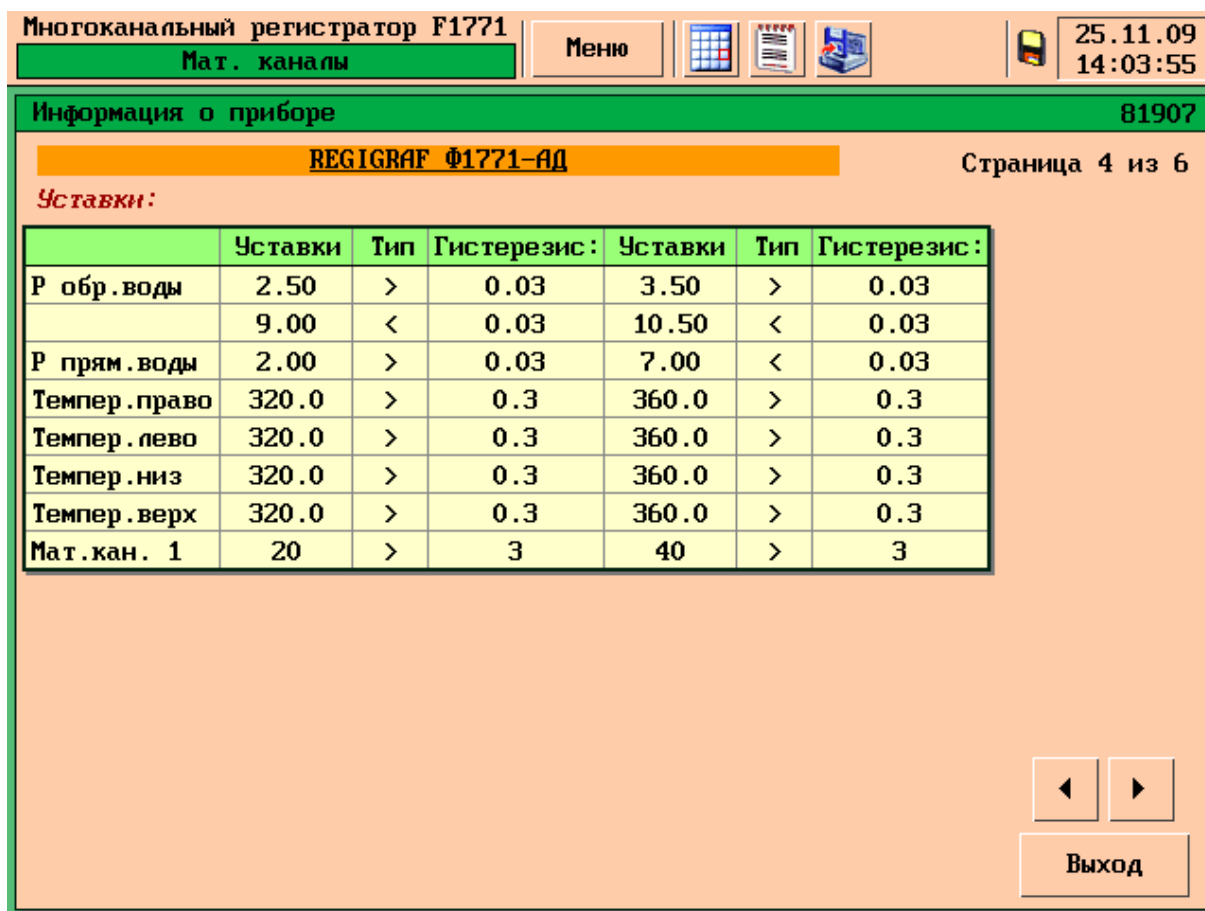 Многоканальный регистратор F1771
Мат. каналы
Меню
25.11.09
14:03:55
Информация о приборе 81907
REGIGRAF Ф1771-АД
Страница 4 из 6
Уставки:
Уставки Тип Гистерезис: Уставки Тип Гистерезис:
Р обр.воды 2.50 > 0.03 3.50 > 0.03
9.00 < 0.03 10.50 < 0.03
Р прям.воды 2.00 > 0.03 7.00 < 0.03
Темпер.право 320.0 > 0.3 360.0 > 0.3
Темпер.лево 320.0 > 0.3 360.0 > 0.3
Темпер.низ 320.0 > 0.3 360.0 > 0.3
Темпер.верх 320.0 > 0.3 360.0 > 0.3
Мат.кан. 1 20 > 3 40 > 3
Выход